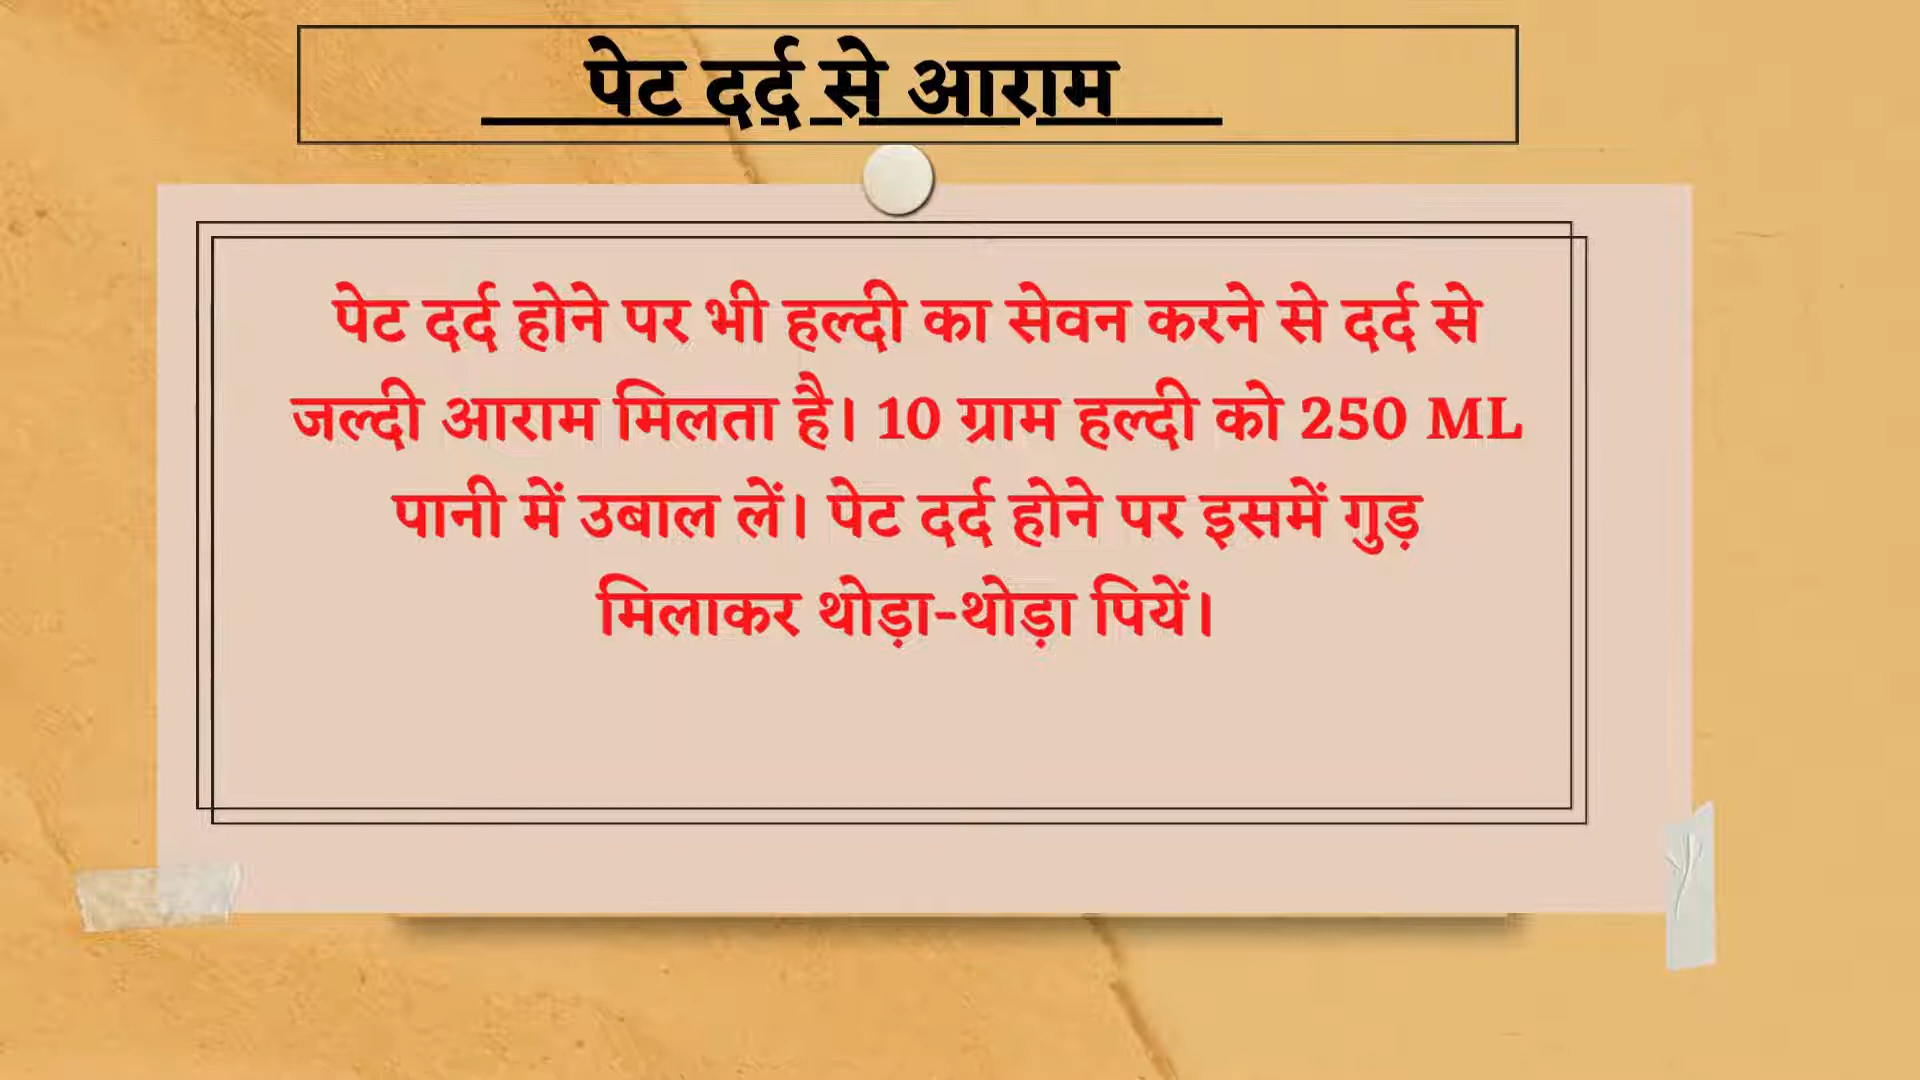 पेट दर्द से आराम
पेट दर्द होने पर भी हल्दी का सेवन करने से दर्द से
जल्दी आराम मिलता है। 10 ग्राम हल्दी को 250 ML
पानी में उबाल लें। पेट दर्द होने पर इसमें गुड़
मिलाकर थोड़ा-थोड़ा पियें।